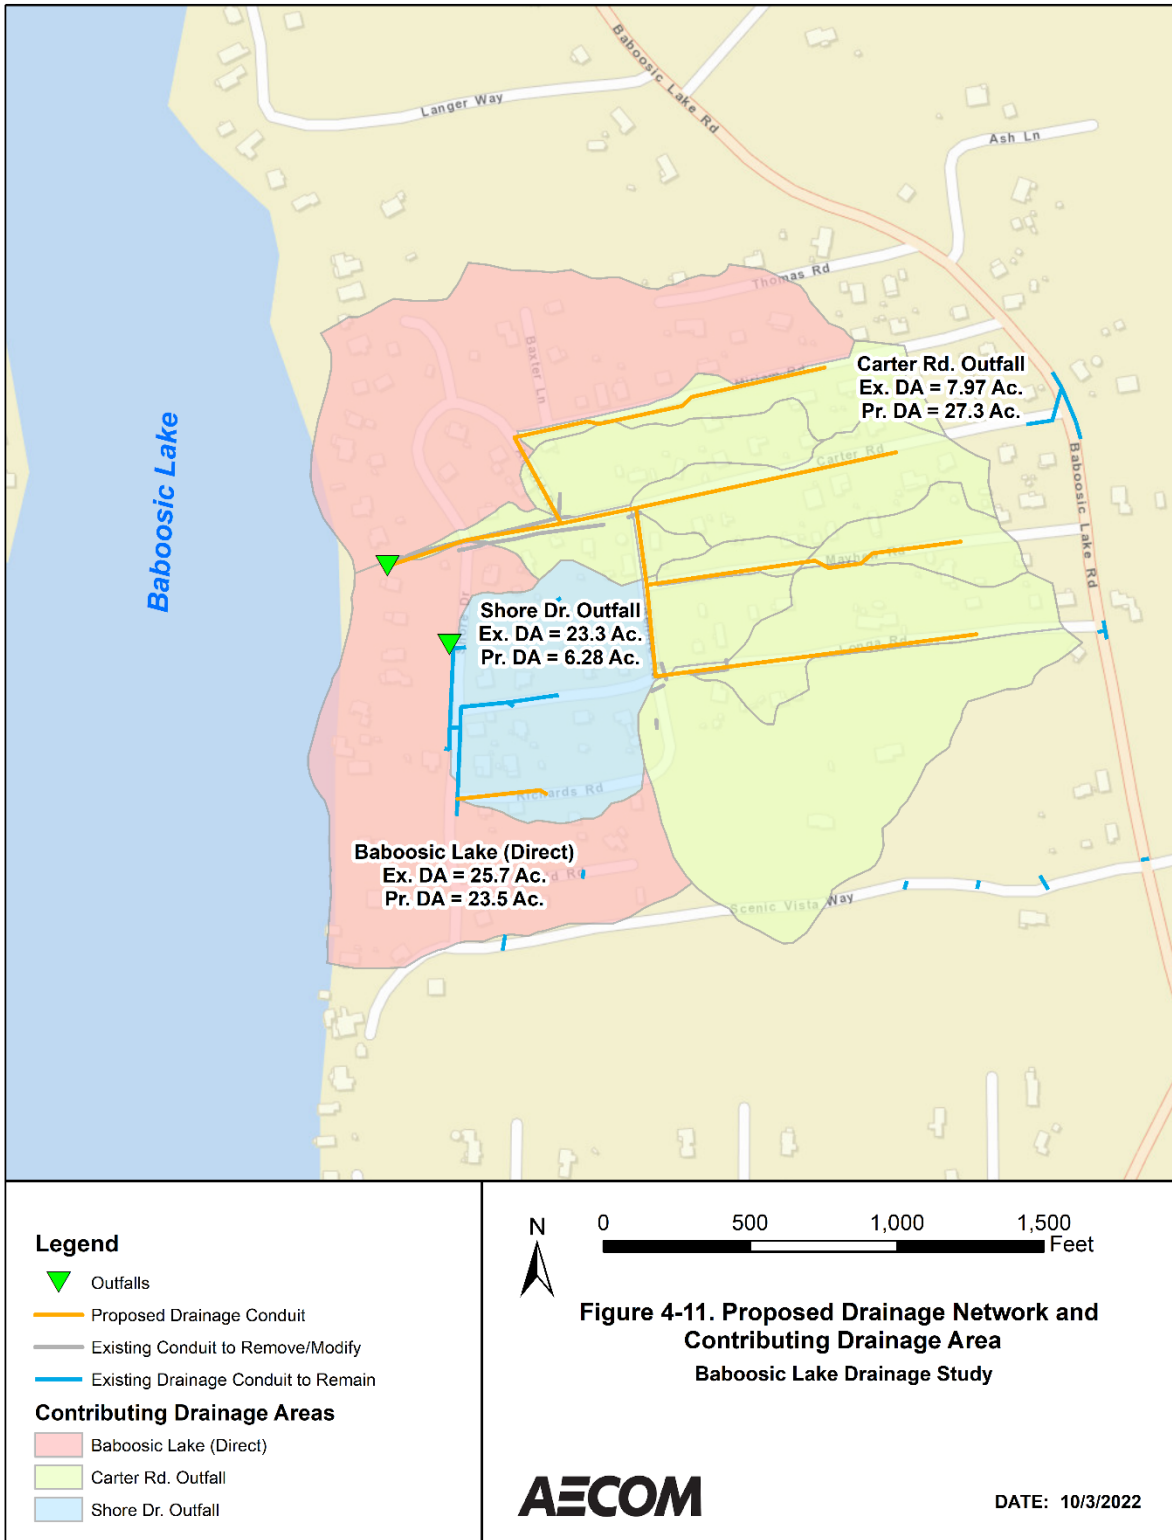 Langer Way
Baboosic Lake Rd
Ash Ln
Thomas Rd
Baxter Ln
Carter Rd. Outfall
Ex. DA = 7.97 Ac.
Pr. DA = 27.3 Ac.
Carter Rd
Baboosic Lake
Baboosic Lake Rd
Shore Dr. Outfall
Ex. DA = 23.3 Ac.
Pr. DA = 6.28 Ac.
Richards Rd
Baboosic Lake (Direct)
Ex. DA = 25.7 Ac.
Pr. DA = 23.5 Ac.
Scenic Vista Way
Legend
Outfalls
Proposed Drainage Conduit
Existing Conduit to Remove/Modify
Existing Drainage Conduit to Remain
Contributing Drainage Areas
Baboosic Lake (Direct)
Carter Rd. Outfall
Shore Dr. Outfall
N
0 500 1,000 1,500
Feet
Figure 4-11. Proposed Drainage Network and
Contributing Drainage Area
Baboosic Lake Drainage Study
AECOM
DATE: 10/3/2022